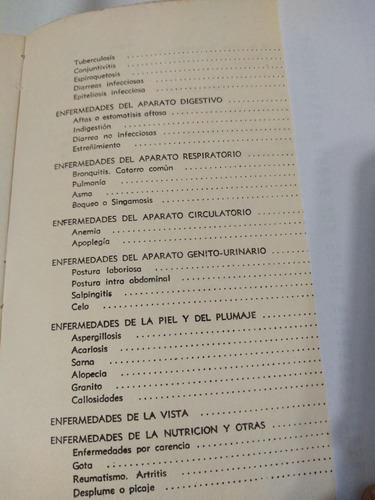 Tuberculosis
Conjuntivitis
Espiroquetosis
Diarreas infecciosas
Epiteliosis infecciosa
ENFERMEDADES DEL APARATO DIGESTIVO
Aftas o estomatisis aftosa
Indigestión
Diarrea no infecciosas
Estreñimiento
ENFERMEDADES DEL APARATO RESPIRATORIO
Bronquitis. Catarro común
Pulmonía
Asma
Boqueo o Singamosis
ENFERMEDADES DEL APARATO CIRCULATORIO
Anemia
Apoplegía
ENFERMEDADES DEL APARATO GENITO-URINARIO
Postura laboriosa
Postura intra abdominal
Salpingitis
Celo
ENFERMEDADES DE LA PIEL Y DEL PLUMAJE
Aspergillosis
Acariosis
Sarna
Alopecia
Granito
Callosidades
ENFERMEDADES DE LA VISTA
ENFERMEDADES DE LA NUTRICION Y OTRAS
Enfermedades por carencia
Gota
Reumatismo. Artritis
Desplume o picaje